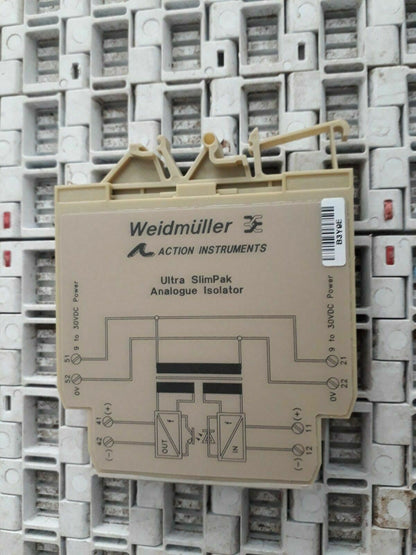 Weidmüller
ACTION INSTRUMENTS
B3Y9E
Ultra SlimPak
Analogue Isolator
9 to 30VDC Power
51
0V 52
9 to 30VDC Power
21
0V 22
41 (+)
42 (-)
OUT
f
f
IN
11 (+)
12 (-)